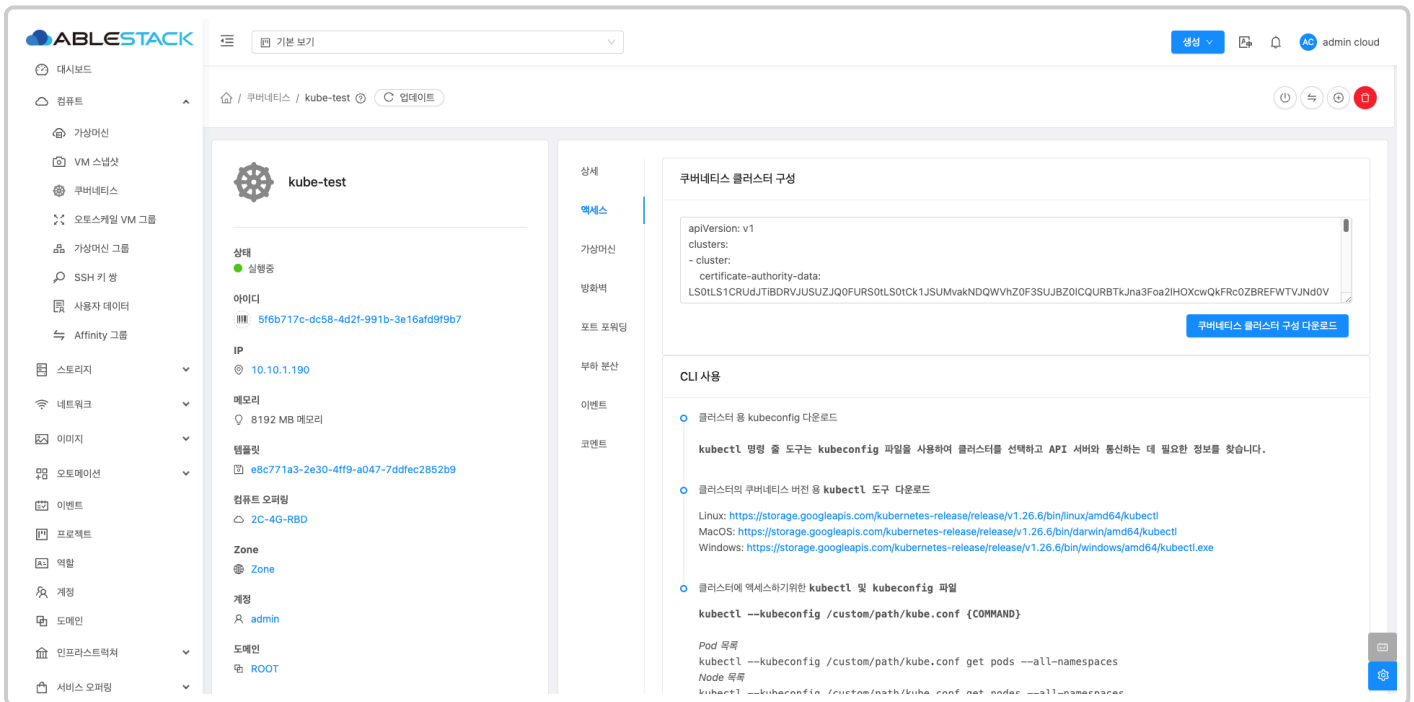 ABLESTACK
기본 보기
생성
AC admin cloud
대시보드
컴퓨트
가상머신
VM 스냅샷
쿠버네티스
오토스케일 VM 그룹
가상머신 그룹
SSH 키 쌍
사용자 데이터
Affinity 그룹
스토리지
네트워크
이미지
오토메이션
이벤트
프로젝트
역할
계정
도메인
인프라스트럭쳐
서비스 오퍼링
/ 쿠버네티스 / kube-test 업데이트
kube-test
상태
실행중
아이디
5f6b717c-dc58-4d2f-991b-3e16afd9f9b7
IP
10.10.1.190
메모리
8192 MB 메모리
템플릿
e8c771a3-2e30-4ff9-a047-7ddfec2852b9
컴퓨트 오퍼링
2C-4G-RBD
Zone
Zone
계정
admin
도메인
ROOT
상세
액세스
가상머신
방화벽
포트 포워딩
부하 분산
이벤트
코멘트
쿠버네티스 클러스터 구성
apiVersion: v1
clusters:
- cluster:
certificate-authority-data:
쿠버네티스 클러스터 구성 다운로드
CLI 사용
클러스터 용 kubeconfig 다운로드
kubectl 명령 줄 도구는 kubeconfig 파일을 사용하여 클러스터를 선택하고 API 서버와 통신하는 데 필요한 정보를 찾습니다.
클러스터의 쿠버네티스 버전 용 kubectl 도구 다운로드
Linux: https://storage.googleapis.com/kubernetes-release/release/v1.26.6/bin/linux/amd64/kubectl
MacOS: https://storage.googleapis.com/kubernetes-release/release/v1.26.6/bin/darwin/amd64/kubectl
Windows: https://storage.googleapis.com/kubernetes-release/release/v1.26.6/bin/windows/amd64/kubectl.exe
클러스터에 액세스하기위한 kubectl 및 kubeconfig 파일
kubectl --kubeconfig /custom/path/kube.conf {COMMAND}
Pod 목록
kubectl --kubeconfig /custom/path/kube.conf get pods --all-namespaces
Node 목록
kubectl --kubeconfig /custom/path/kube.conf get nodes --all-namespaces